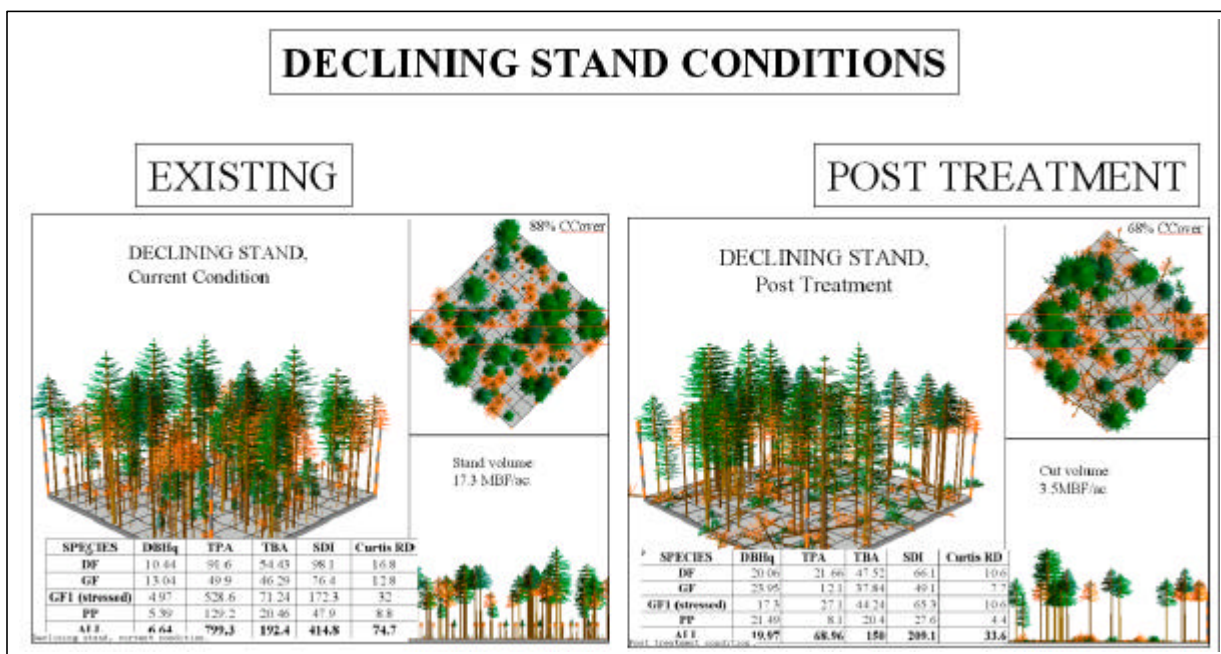 DECLINING STAND CONDITIONS
EXISTING
POST TREATMENT
DECLINING STAND,
Current Condition
88% CCover
Stand volume
17.3 MBF/ac.
SPECIES DBHq TPA TBA SDI Curtis RD
DF 10.44 91.6 54.43 98.1 16.8
GF 13.04 49.9 46.29 76.4 12.8
GF1 (stressed) 4.97 528.6 71.24 172.3 32
PP 5.39 129.2 20.46 47.9 8.8
ALL 6.64 799.3 192.4 414.8 74.7
Declining stand, current condition.
DECLINING STAND,
Post Treatment
68% CCover
Cut volume
3.5MBF/ac
SPECIES DBHq TPA TBA SDI Curtis RD
DF 20.06 21.66 47.52 66.1 10.6
GF 23.95 12.1 37.84 49.1 7.7
GF1 (stressed) 17.3 27.1 44.24 65.3 10.6
PP 21.49 8.1 20.4 27.6 4.4
ALL 19.97 68.96 150 209.1 33.6
Post treatment condition.